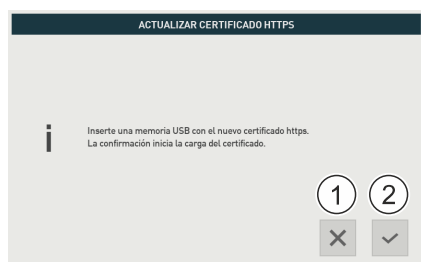 ACTUALIZAR CERTIFICADO HTTPS
Inserte una memoria USB con el nuevo certificado https.
La confirmación inicia la carga del certificado.
1 2